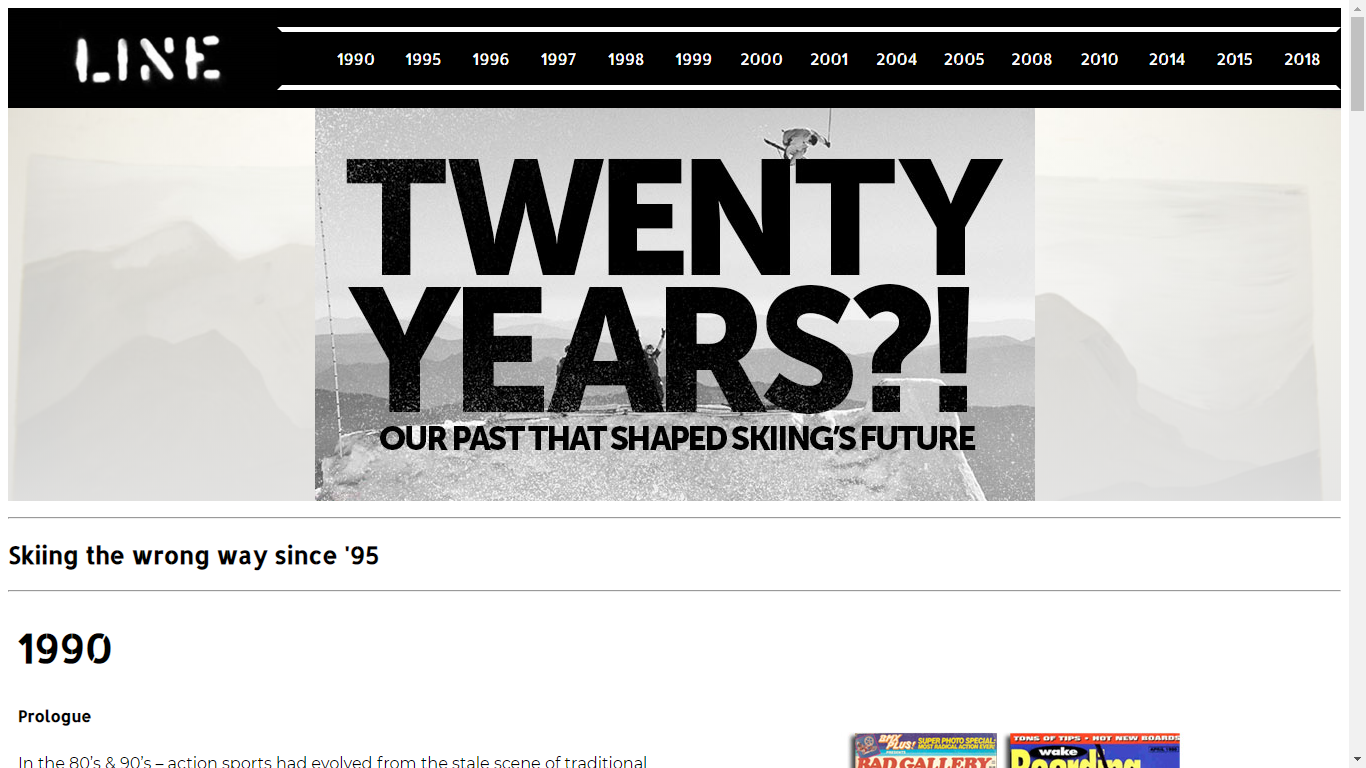 LINE
1990 1995 1996 1997 1998 1999 2000 2001 2004 2005 2008 2010 2014 2015 2018
TWENTY
YEARS?!
OUR PAST THAT SHAPED SKIING'S FUTURE
Skiing the wrong way since '95
1990
Prologue
In the 80’s & 90’s – action sports had evolved from the stale scene of traditional
BMX PLUS!
PRESENTS
SUPER PHOTO SPECIAL:
MOST RADICAL ACTION EVER!
RAD GALLERY
TONS OF TIPS • HOT NEW BOARDS
wake
Boarding